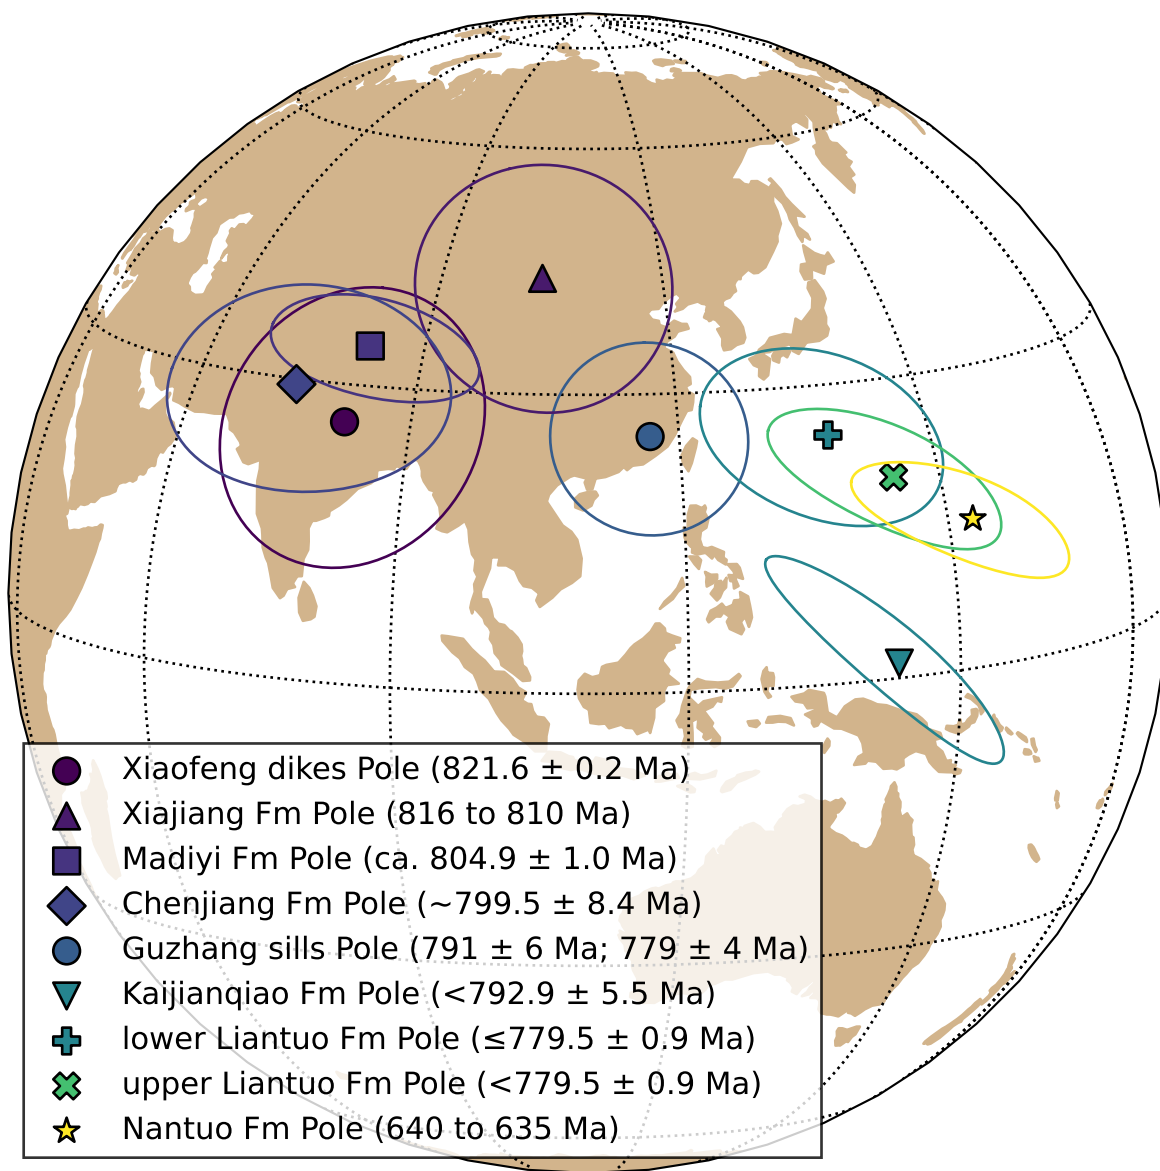 Xiaofeng dikes Pole (821.6 ± 0.2 Ma)
Xiajiang Fm Pole (816 to 810 Ma)
Madiyi Fm Pole (ca. 804.9 ± 1.0 Ma)
Chenjiang Fm Pole (~799.5 ± 8.4 Ma)
Guzhang sills Pole (791 ± 6 Ma; 779 ± 4 Ma)
Kaijianqiao Fm Pole (<792.9 ± 5.5 Ma)
lower Liantuo Fm Pole (≤779.5 ± 0.9 Ma)
upper Liantuo Fm Pole (<779.5 ± 0.9 Ma)
Nantuo Fm Pole (640 to 635 Ma)